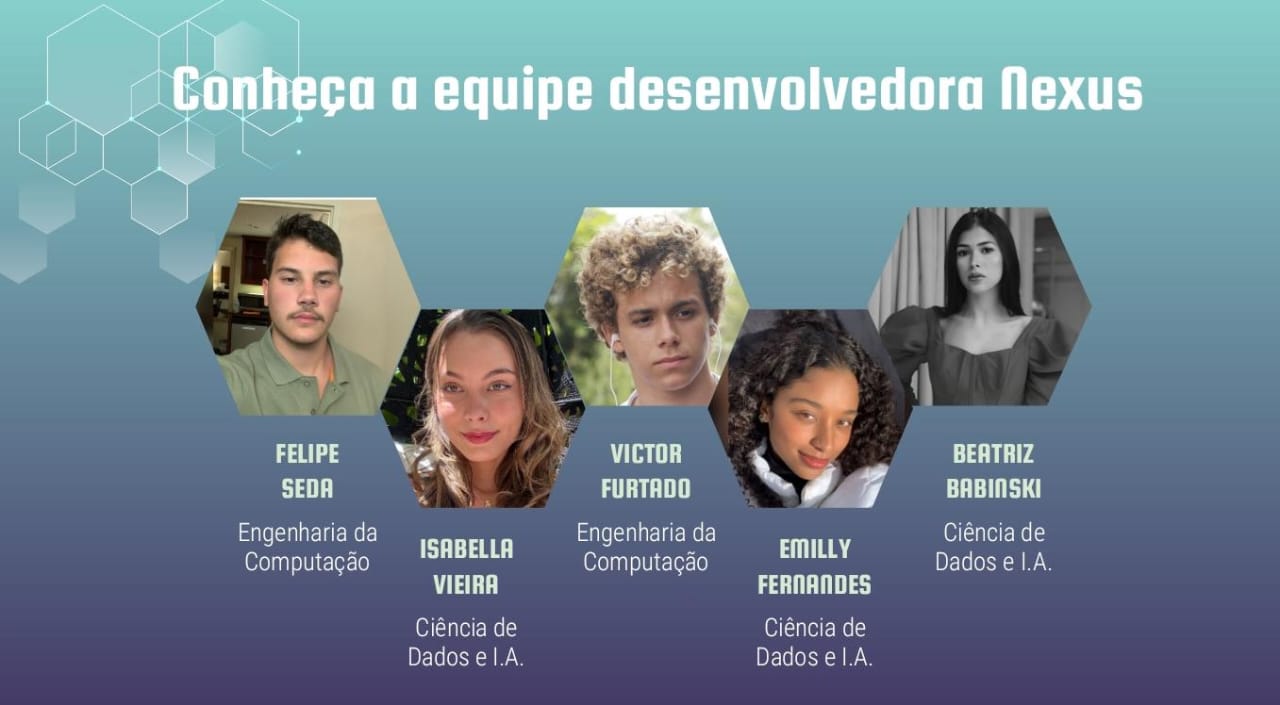 Conheça a equipe desenvolvedora Nexus
FELIPE
SEDA
Engenharia da
Computação
ISABELLA
VIEIRA
Ciência de
Dados e I.A.
VICTOR
FURTADO
Engenharia da
Computação
EMILLY
FERNANDES
Ciência de
Dados e I.A.
BEATRIZ
BABINSKI
Ciência de
Dados e I.A.